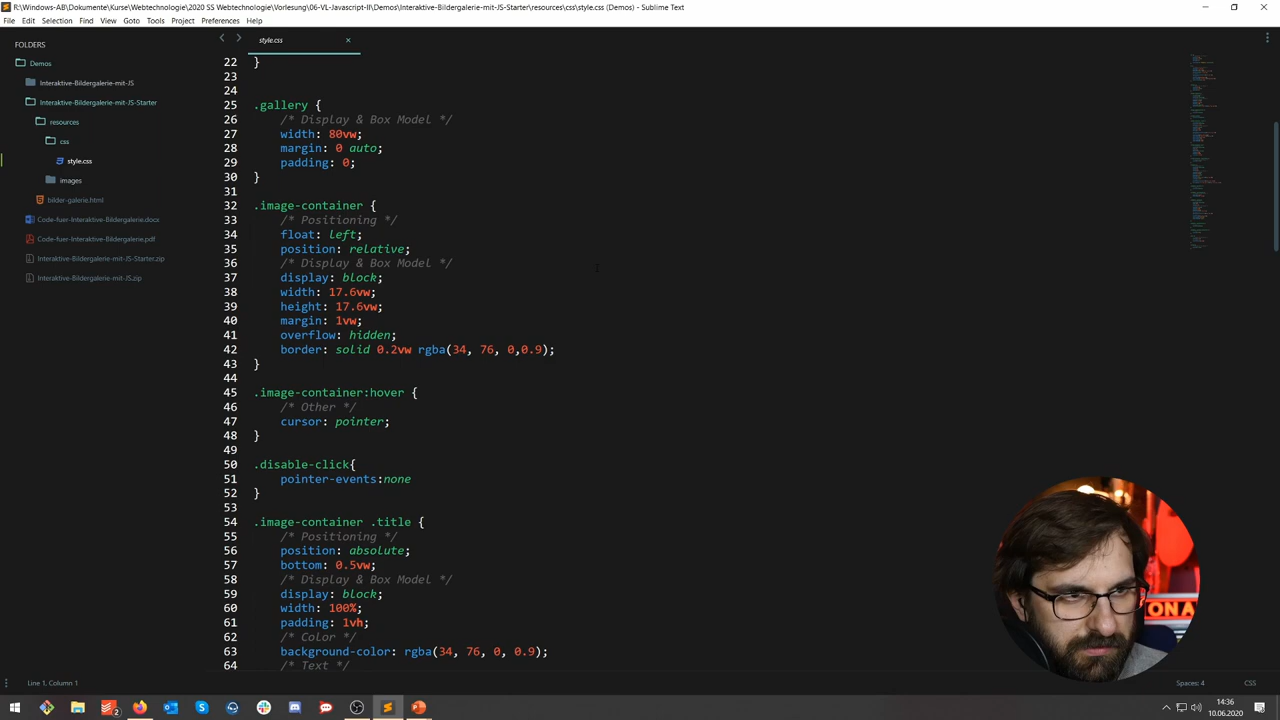 R:\Windows-AB\Dokumente\Kurse\Webtechnologie\2020 SS Webtechnologie\Vorlesung\06-VL-Javascript-II\Demos\Interaktive-Bildergalerie-mit-JS-Starter\resources\css\style.css (Demos) - Sublime Text
File Edit Selection Find View Goto Tools Project Preferences Help
FOLDERS
Demos
Interaktive-Bildergalerie-mit-JS
Interaktive-Bildergalerie-mit-JS-Starter
resources
css
style.css
images
bilder-galerie.html
Code-fuer-Interaktive-Bildergalerie.docx
Code-fuer-Interaktive-Bildergalerie.pdf
Interaktive-Bildergalerie-mit-JS-Starter.zip
Interaktive-Bildergalerie-mit-JS.zip
style.css
22 }
23
24
25 .gallery {
26 /* Display & Box Model */
27 width: 80vw;
28 margin: 0 auto;
29 padding: 0;
30 }
31
32 .image-container {
33 /* Positioning */
34 float: left;
35 position: relative;
36 /* Display & Box Model */
37 display: block;
38 width: 17.6vw;
39 height: 17.6vw;
40 margin: 1vw;
41 overflow: hidden;
42 border: solid 0.2vw rgba(34, 76, 0,0.9);
43 }
44
45 .image-container:hover {
46 /* Other */
47 cursor: pointer;
48 }
49
50 .disable-click{
51 pointer-events:none
52 }
53
54 .image-container .title {
55 /* Positioning */
56 position: absolute;
57 bottom: 0.5vw;
58 /* Display & Box Model */
59 display: block;
60 width: 100%;
61 padding: 1vh;
62 /* Color */
63 background-color: rgba(34, 76, 0, 0.9);
64 /* Text */
Line 1, Column 1
Spaces: 4
CSS
2
14:36
10.06.2020